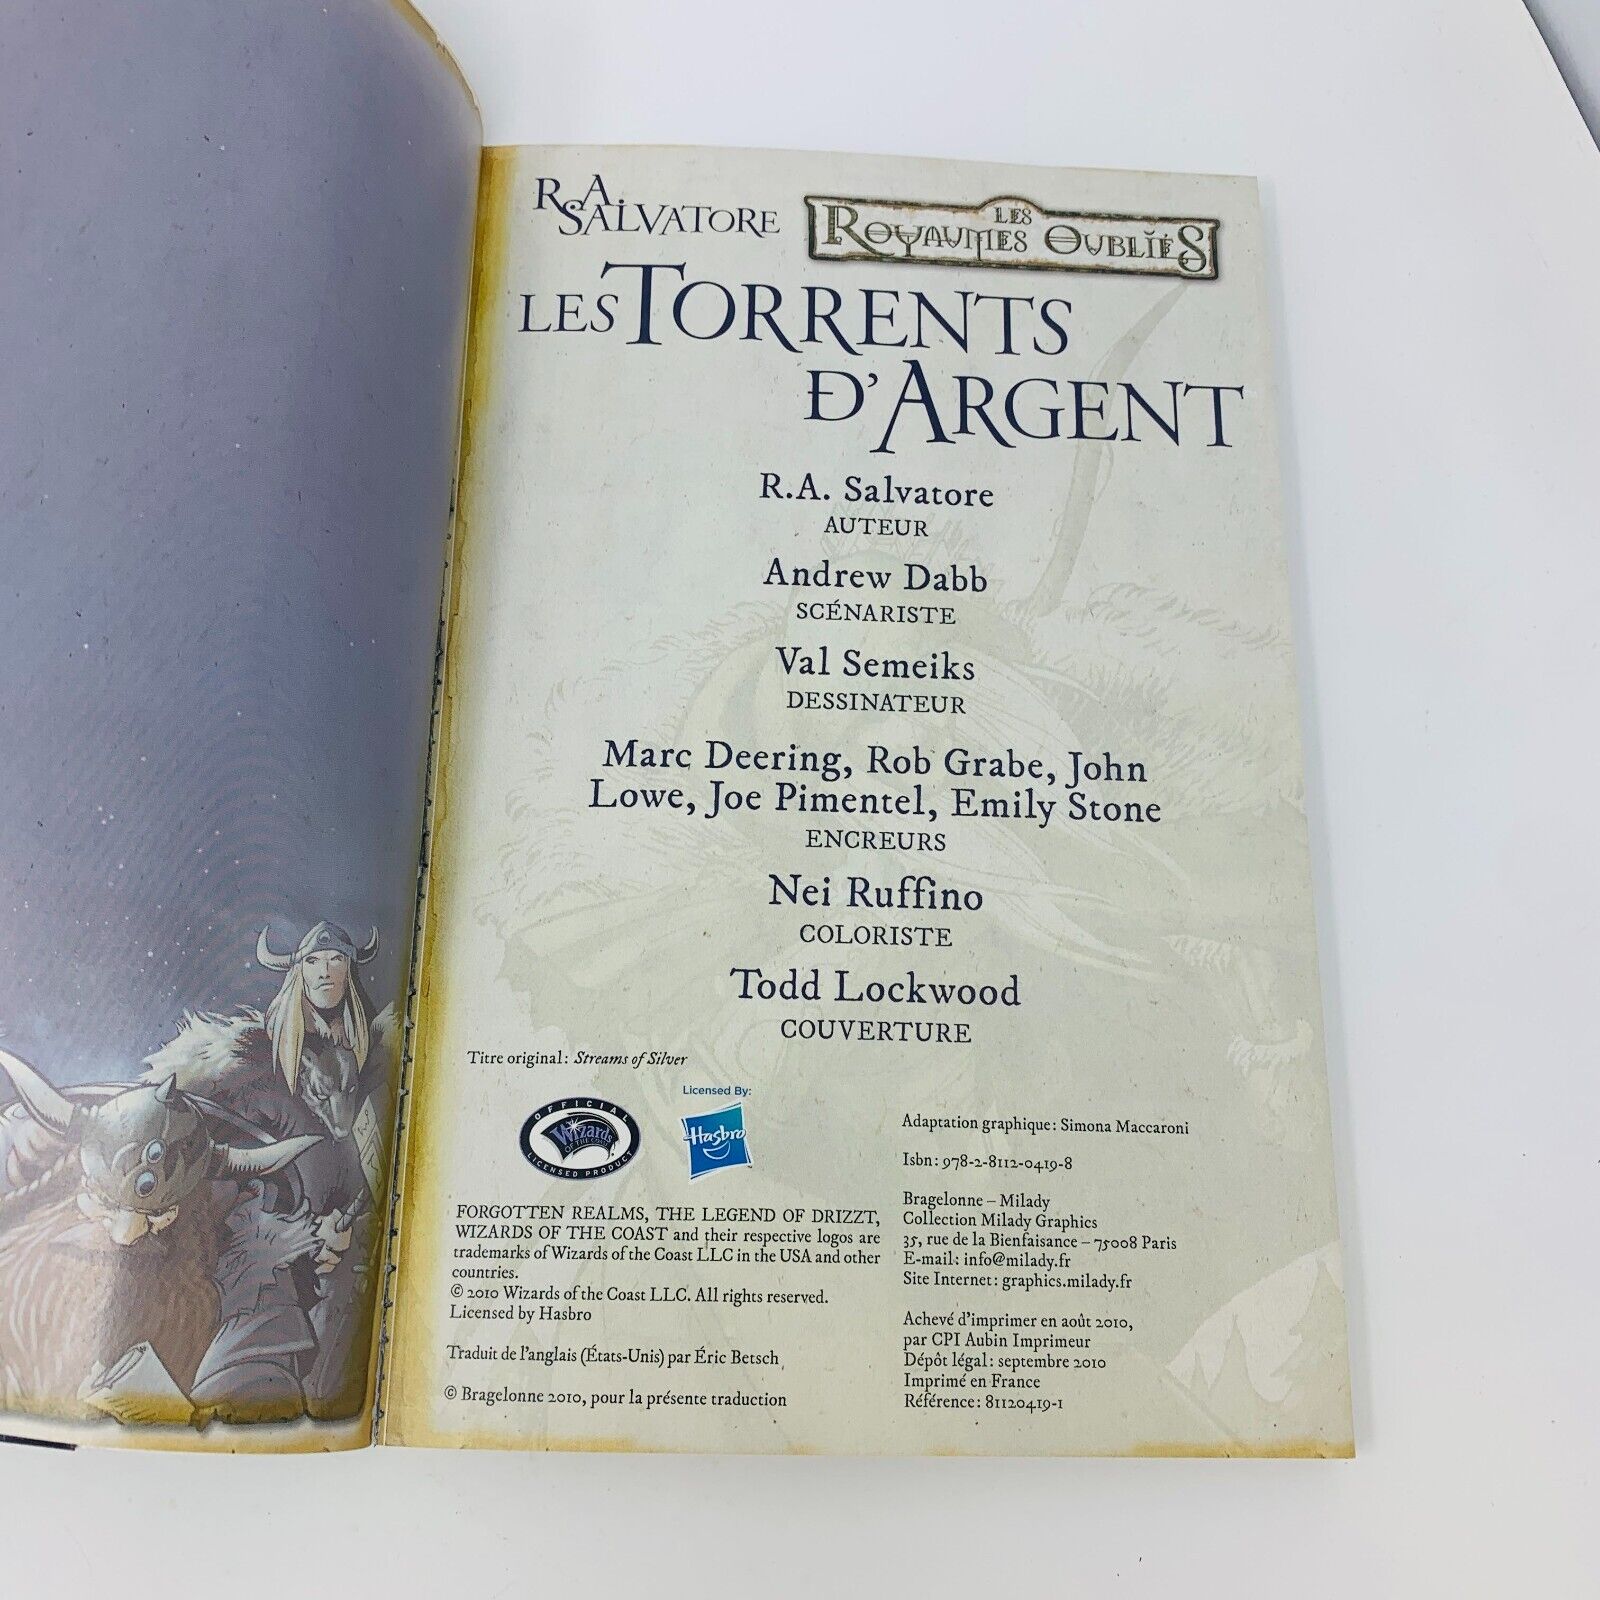 R.A. SALVATORE
LES
ROYAUMES OUBLIÉS
LES TORRENTS
D'ARGENT
R.A. Salvatore
AUTEUR
Andrew Dabb
SCÉNARISTE
Val Semeiks
DESSINATEUR
Marc Deering, Rob Grabe, John
Lowe, Joe Pimentel, Emily Stone
ENCREURS
Nei Ruffino
COLORISTE
Todd Lockwood
COUVERTURE
Titre original : Streams of Silver
OFFICIAL
Wizards
OF THE COAST
LICENSED PRODUCT
Licensed By:
Hasbro
FORGOTTEN REALMS, THE LEGEND OF DRIZZT,
WIZARDS OF THE COAST and their respective logos are
trademarks of Wizards of the Coast LLC in the USA and other
countries.
© 2010 Wizards of the Coast LLC. All rights reserved.
Licensed by Hasbro
Traduit de l'anglais (États-Unis) par Éric Betsch
© Bragelonne 2010, pour la présente traduction
Adaptation graphique : Simona Maccaroni
Isbn : 978-2-8112-0419-8
Bragelonne – Milady
Collection Milady Graphics
35, rue de la Bienfaisance – 75008 Paris
E-mail : info@milady.fr
Site Internet : graphics.milady.fr
Achevé d'imprimer en août 2010,
par CPI Aubin Imprimeur
Dépôt légal : septembre 2010
Imprimé en France
Référence : 81120419-1